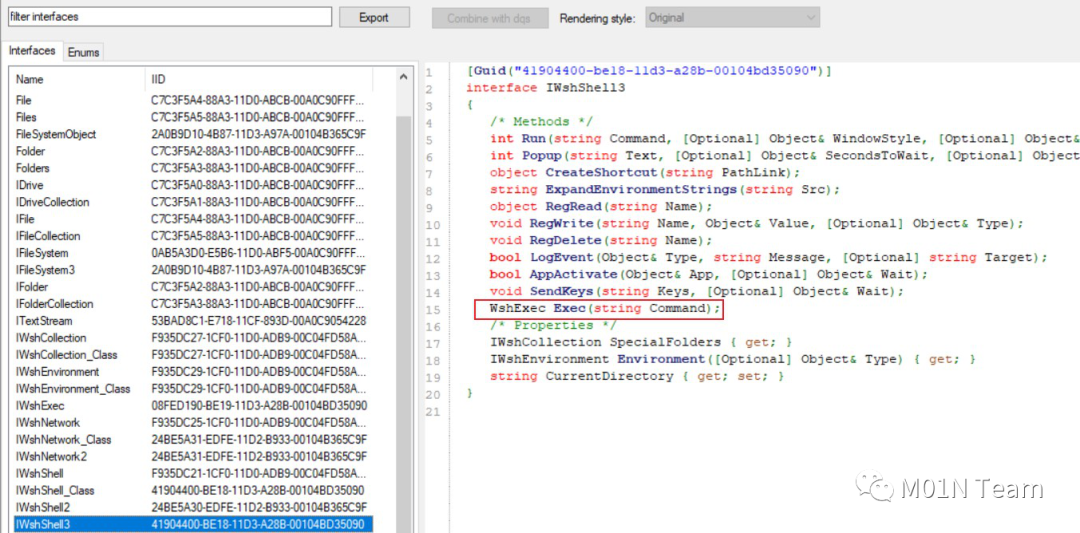 filter interfaces
Export
Combine with dqs
Rendering style:
Original
Interfaces
Enums
Name IID
File C7C3F5A4-88A3-11D0-ABCB-00A0C90FFF...
Files C7C3F5A5-88A3-11D0-ABCB-00A0C90FFF...
FileSystemObject 2A0B9D10-4B87-11D3-A97A-00104B365C9F
Folder C7C3F5A2-88A3-11D0-ABCB-00A0C90FFF...
Folders C7C3F5A3-88A3-11D0-ABCB-00A0C90FFF...
IDrive C7C3F5A0-88A3-11D0-ABCB-00A0C90FFF...
IDriveCollection C7C3F5A1-88A3-11D0-ABCB-00A0C90FFF...
IFile C7C3F5A4-88A3-11D0-ABCB-00A0C90FFF...
IFileCollection C7C3F5A5-88A3-11D0-ABCB-00A0C90FFF...
IFileSystem 0AB5A3D0-E5B6-11D0-ABF5-00A0C90FFF...
IFileSystem3 2A0B9D10-4B87-11D3-A97A-00104B365C9F
IFolder C7C3F5A2-88A3-11D0-ABCB-00A0C90FFF...
IFolderCollection C7C3F5A3-88A3-11D0-ABCB-00A0C90FFF...
ITextStream 53BAD8C1-E718-11CF-893D-00A0C9054228
IWshCollection F935DC27-1CF0-11D0-ADB9-00C04FD58A...
IWshCollection_Class F935DC27-1CF0-11D0-ADB9-00C04FD58A...
IWshEnvironment F935DC29-1CF0-11D0-ADB9-00C04FD58A...
IWshEnvironment_Class F935DC29-1CF0-11D0-ADB9-00C04FD58A...
IWshExec 08FED190-BE19-11D3-A28B-00104BD35090
IWshNetwork F935DC25-1CF0-11D0-ADB9-00C04FD58A...
IWshNetwork_Class 24BE5A31-EDFE-11D2-B933-00104B365C9F
IWshNetwork2 24BE5A31-EDFE-11D2-B933-00104B365C9F
IWshShell F935DC21-1CF0-11D0-ADB9-00C04FD58A...
IWshShell_Class 41904400-BE18-11D3-A28B-00104BD35090
IWshShell2 24BE5A30-EDFE-11D2-B933-00104B365C9F
IWshShell3 41904400-BE18-11D3-A28B-00104BD35090
1 [Guid("41904400-be18-11d3-a28b-00104bd35090")]
2 interface IWshShell3
3 {
4 /* Methods */
5 int Run(string Command, [Optional] Object& WindowStyle, [Optional] Object&
6 int Popup(string Text, [Optional] Object& SecondsToWait, [Optional] Object
7 object CreateShortcut(string PathLink);
8 string ExpandEnvironmentStrings(string Src);
9 object RegRead(string Name);
10 void RegWrite(string Name, Object& Value, [Optional] Object& Type);
11 void RegDelete(string Name);
12 bool LogEvent(Object& Type, string Message, [Optional] string Target);
13 bool AppActivate(Object& App, [Optional] Object& Wait);
14 void SendKeys(string Keys, [Optional] Object& Wait);
15 WshExec Exec(string Command);
16 /* Properties */
17 IWshCollection SpecialFolders { get; }
18 IWshEnvironment Environment([Optional] Object& Type) { get; }
19 string CurrentDirectory { get; set; }
20 }
21
M01N Team